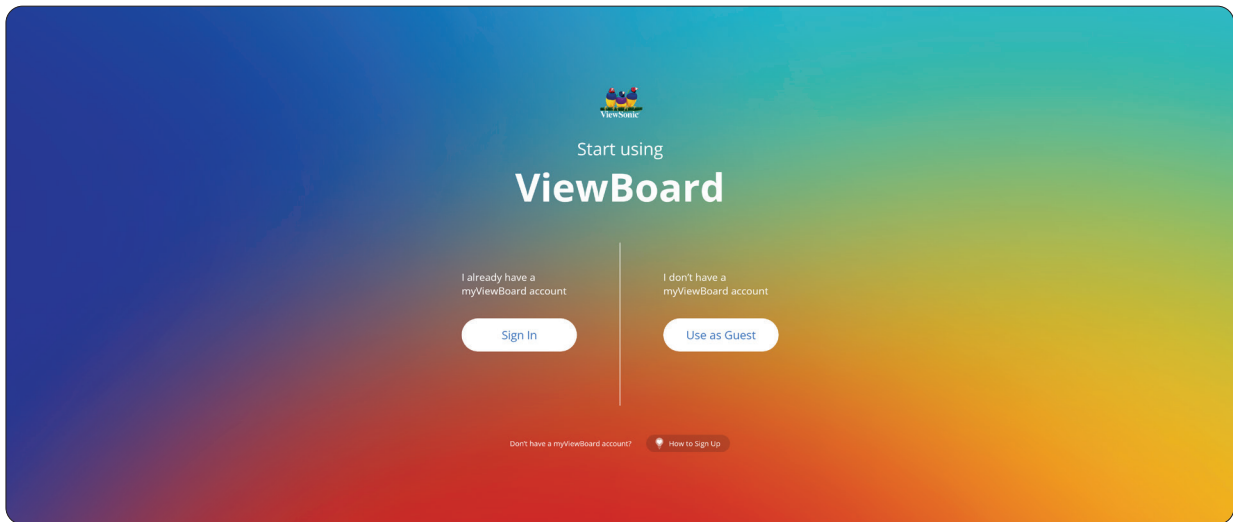 ViewSonic
Start using
ViewBoard
I already have a
myViewBoard account
Sign In
I don't have a
myViewBoard account
Use as Guest
Don't have a myViewBoard account?
How to Sign Up